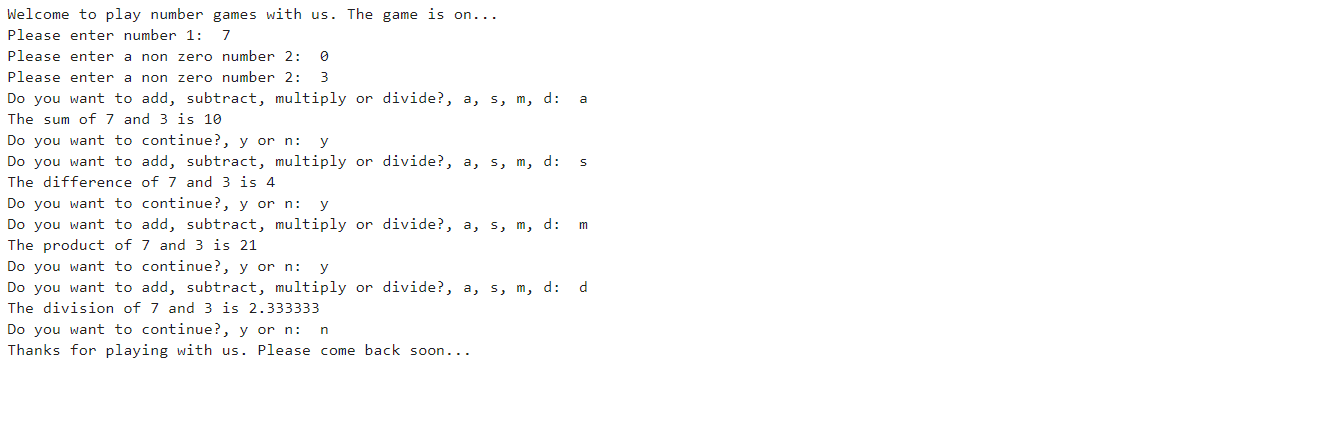 Welcome to play number games with us. The game is on...
Please enter number 1:  7
Please enter a non zero number 2:  0
Please enter a non zero number 2:  3
Do you want to add, subtract, multiply or divide?, a, s, m, d:  a
The sum of 7 and 3 is 10
Do you want to continue?, y or n:  y
Do you want to add, subtract, multiply or divide?, a, s, m, d:  s
The difference of 7 and 3 is 4
Do you want to continue?, y or n:  y
Do you want to add, subtract, multiply or divide?, a, s, m, d:  m
The product of 7 and 3 is 21
Do you want to continue?, y or n:  y
Do you want to add, subtract, multiply or divide?, a, s, m, d:  d
The division of 7 and 3 is 2.333333
Do you want to continue?, y or n:  n
Thanks for playing with us. Please come back soon...